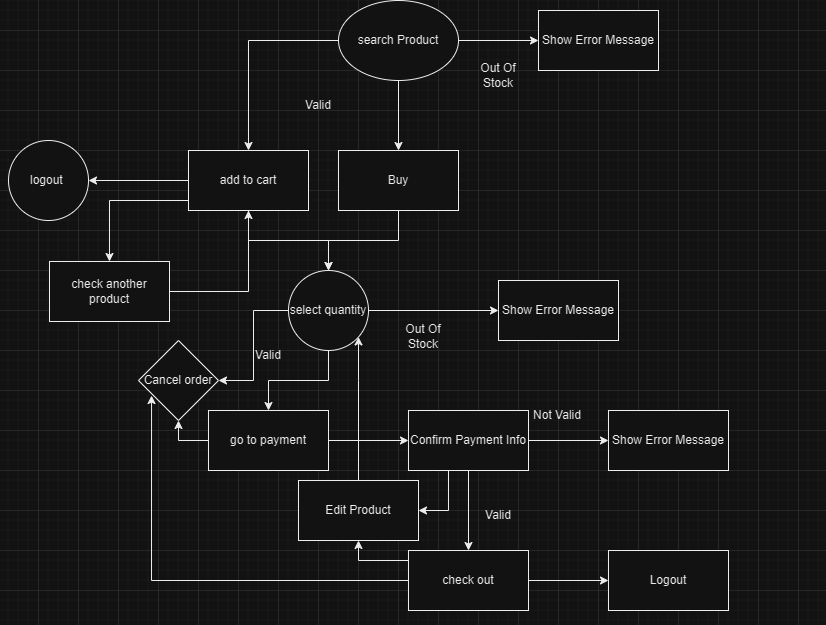 search Product
Show Error Message
Out Of
Stock
Valid
logout
add to cart
Buy
check another
product
select quantity
Show Error Message
Out Of
Stock
Valid
Cancel order
go to payment
Confirm Payment Info
Not Valid
Show Error Message
Edit Product
Valid
check out
Logout